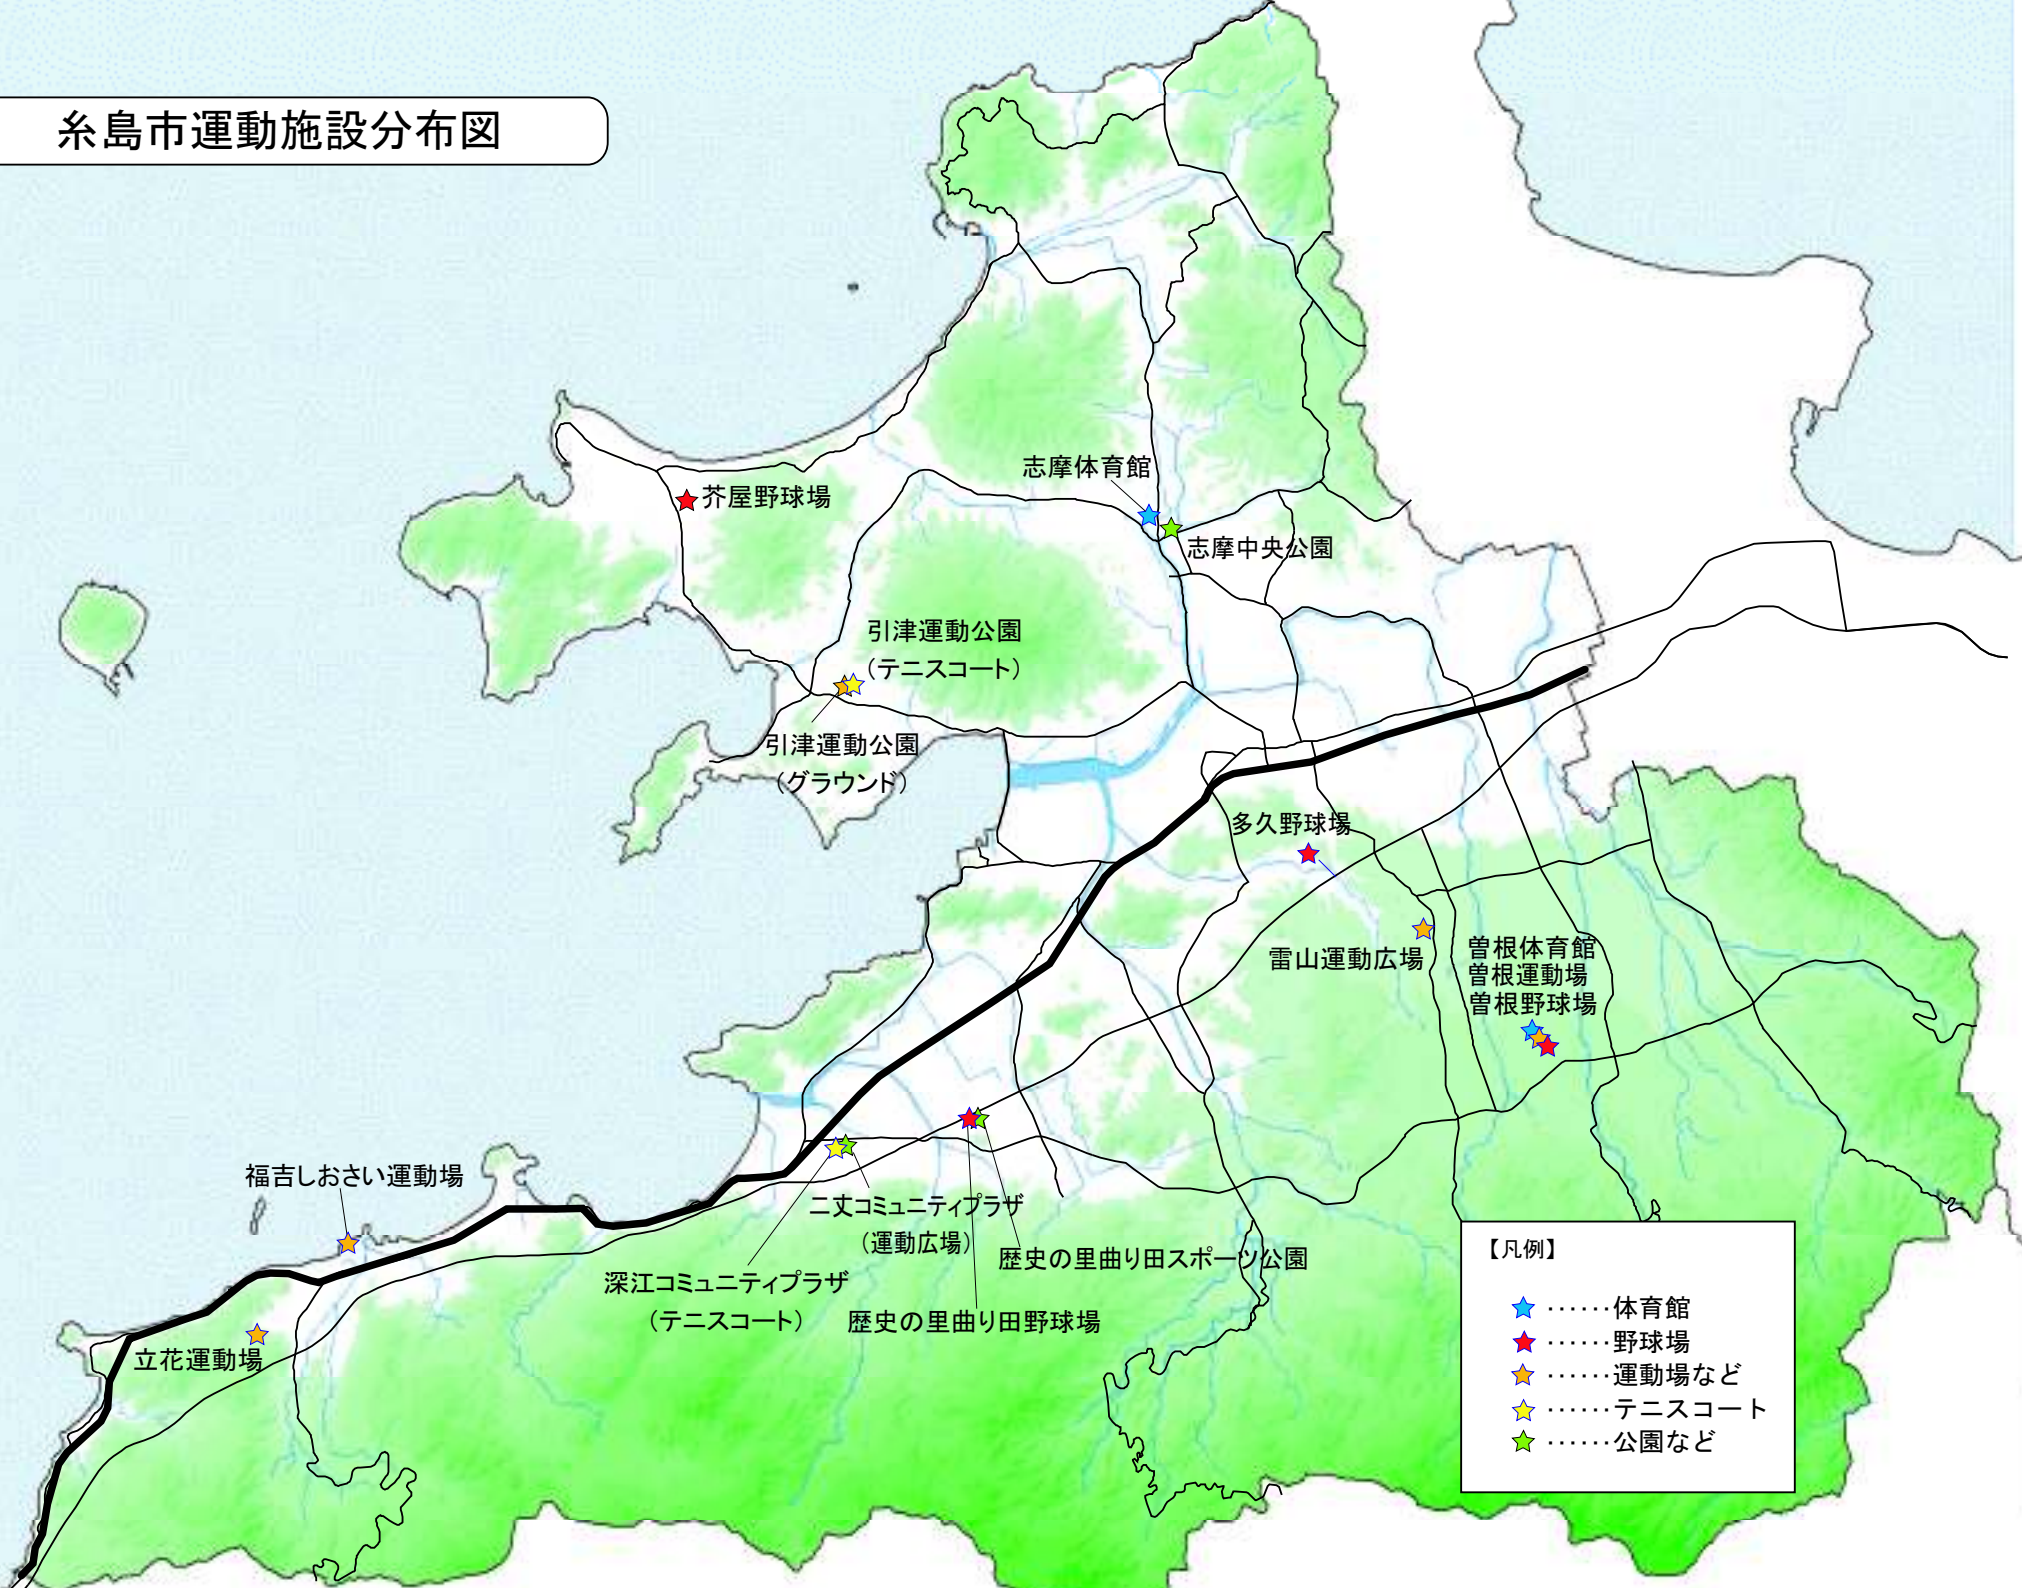 糸島市運動施設分布図
志摩体育館
芥屋野球場
志摩中央公園
引津運動公園
(テニスコート)
引津運動公園
(グラウンド)
多久野球場
雷山運動広場
曽根体育館
曽根運動場
曽根野球場
福吉しおさい運動場
二丈コミュニティプラザ
(運動広場)
歴史の里曲り田スポーツ公園
深江コミュニティプラザ
(テニスコート)
歴史の里曲り田野球場
立花運動場
【凡例】
……体育館
……野球場
……運動場など
……テニスコート
……公園など